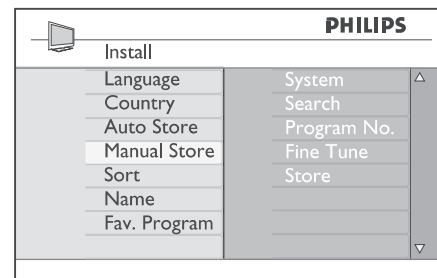 PHILIPS
Install
Language
Country
Auto Store
Manual Store
Sort
Name
Fav. Program
System
Search
Program No.
Fine Tune
Store